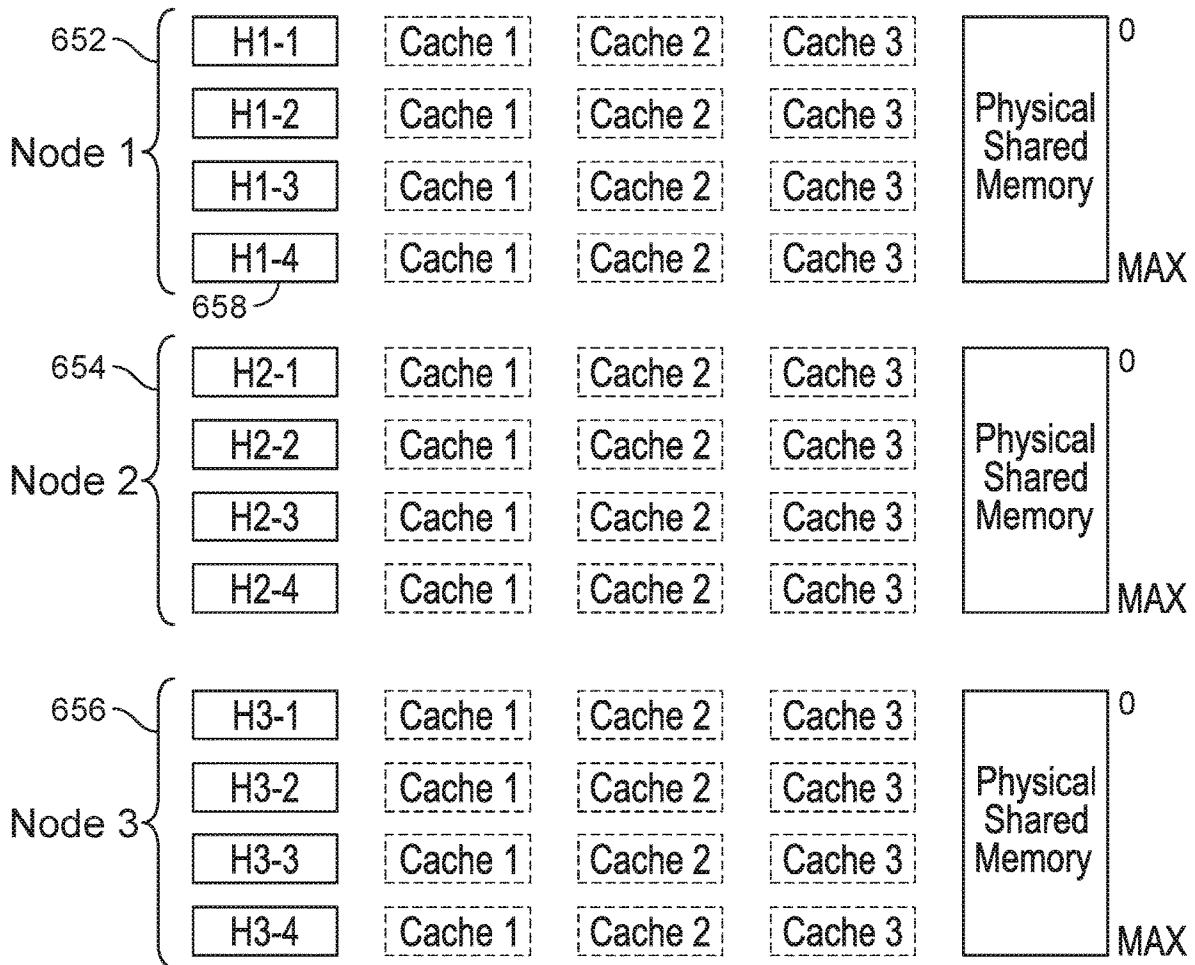 652 H1-1 Cache 1 Cache 2 Cache 3 0
H1-2 Cache 1 Cache 2 Cache 3 Physical
Node 1 Shared
H1-3 Cache 1 Cache 2 Cache 3 Memory
H1-4 Cache 1 Cache 2 Cache 3 MAX
658
654 H2-1 Cache 1 Cache 2 Cache 3 0
H2-2 Cache 1 Cache 2 Cache 3 Physical
Node 2 Shared
H2-3 Cache 1 Cache 2 Cache 3 Memory
H2-4 Cache 1 Cache 2 Cache 3 MAX
656 H3-1 Cache 1 Cache 2 Cache 3 0
H3-2 Cache 1 Cache 2 Cache 3 Physical
Node 3 Shared
H3-3 Cache 1 Cache 2 Cache 3 Memory
H3-4 Cache 1 Cache 2 Cache 3 MAX